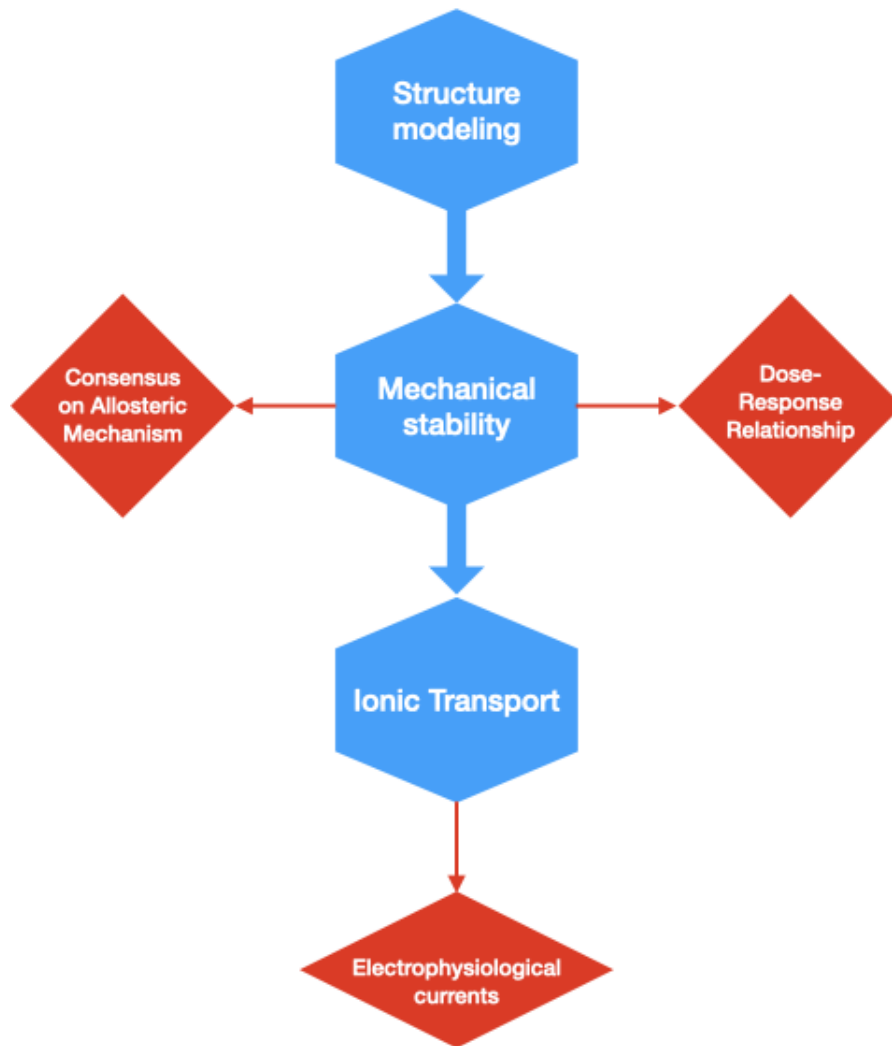 Structure
modeling
Consensus
on Allosteric
Mechanism
Mechanical
stability
Dose-
Response
Relationship
Ionic Transport
Electrophysiological
currents